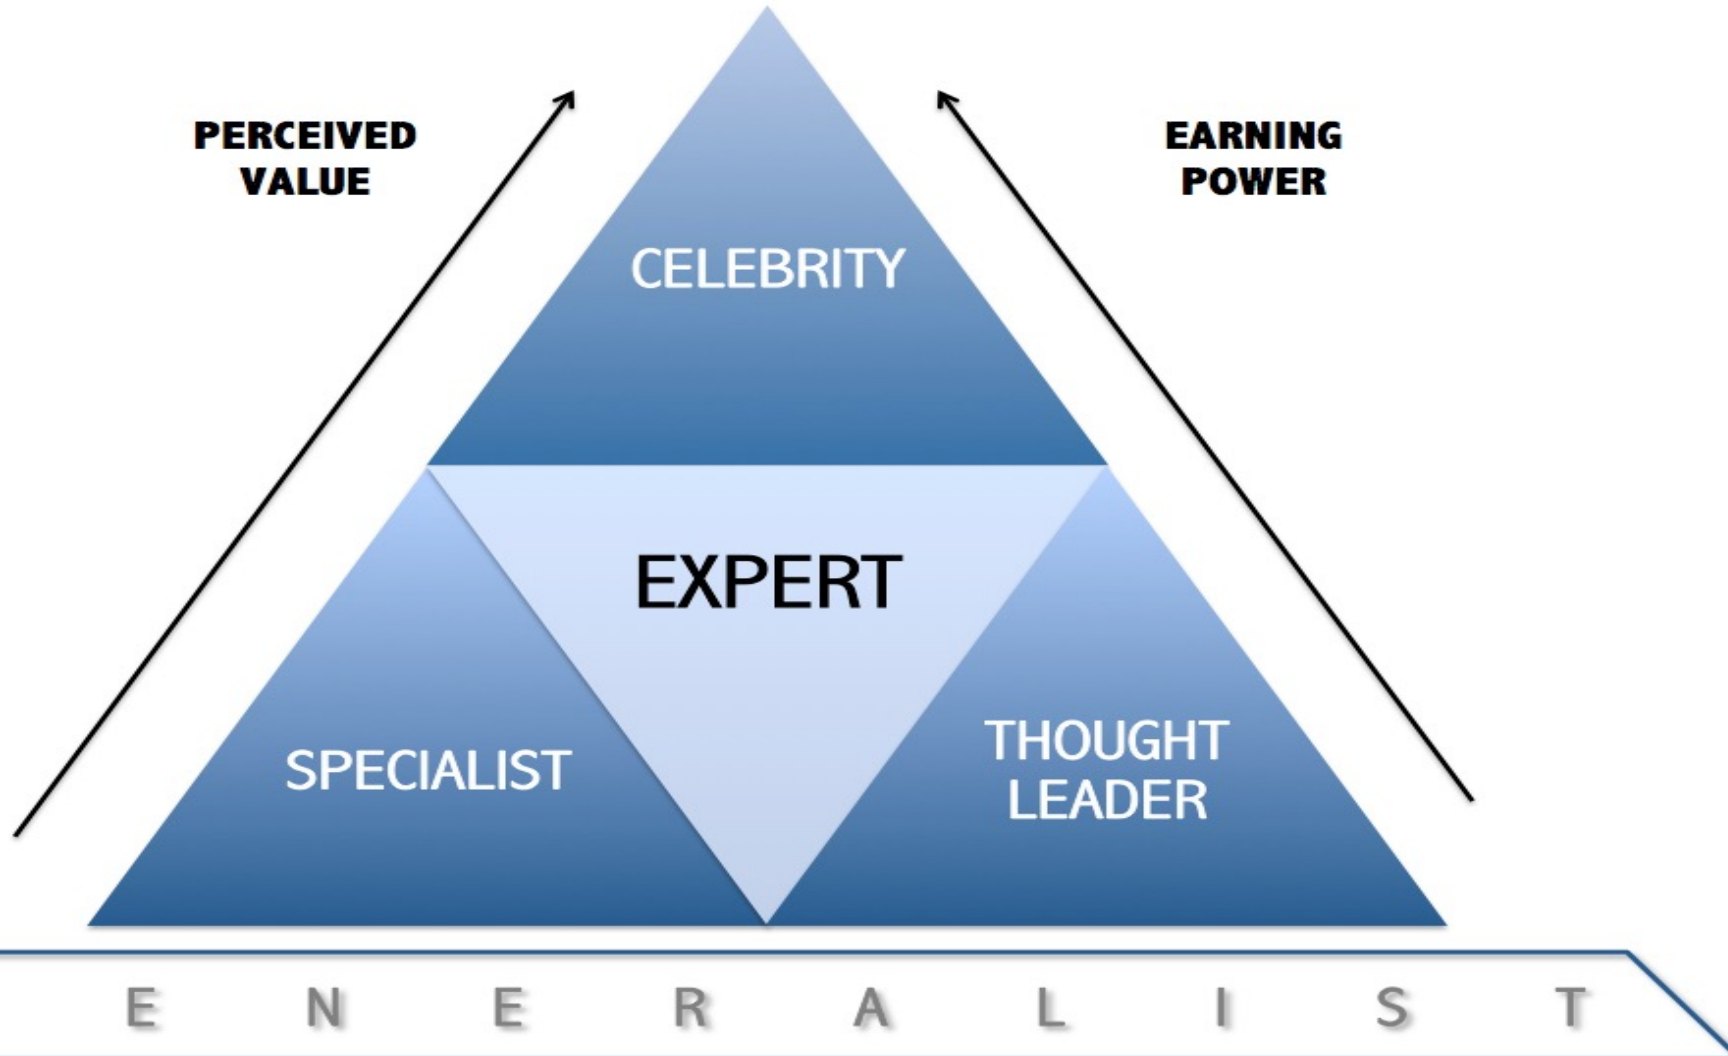 PERCEIVED
VALUE
EARNING
POWER
CELEBRITY
EXPERT
SPECIALIST
THOUGHT
LEADER
E N E R A L I S T